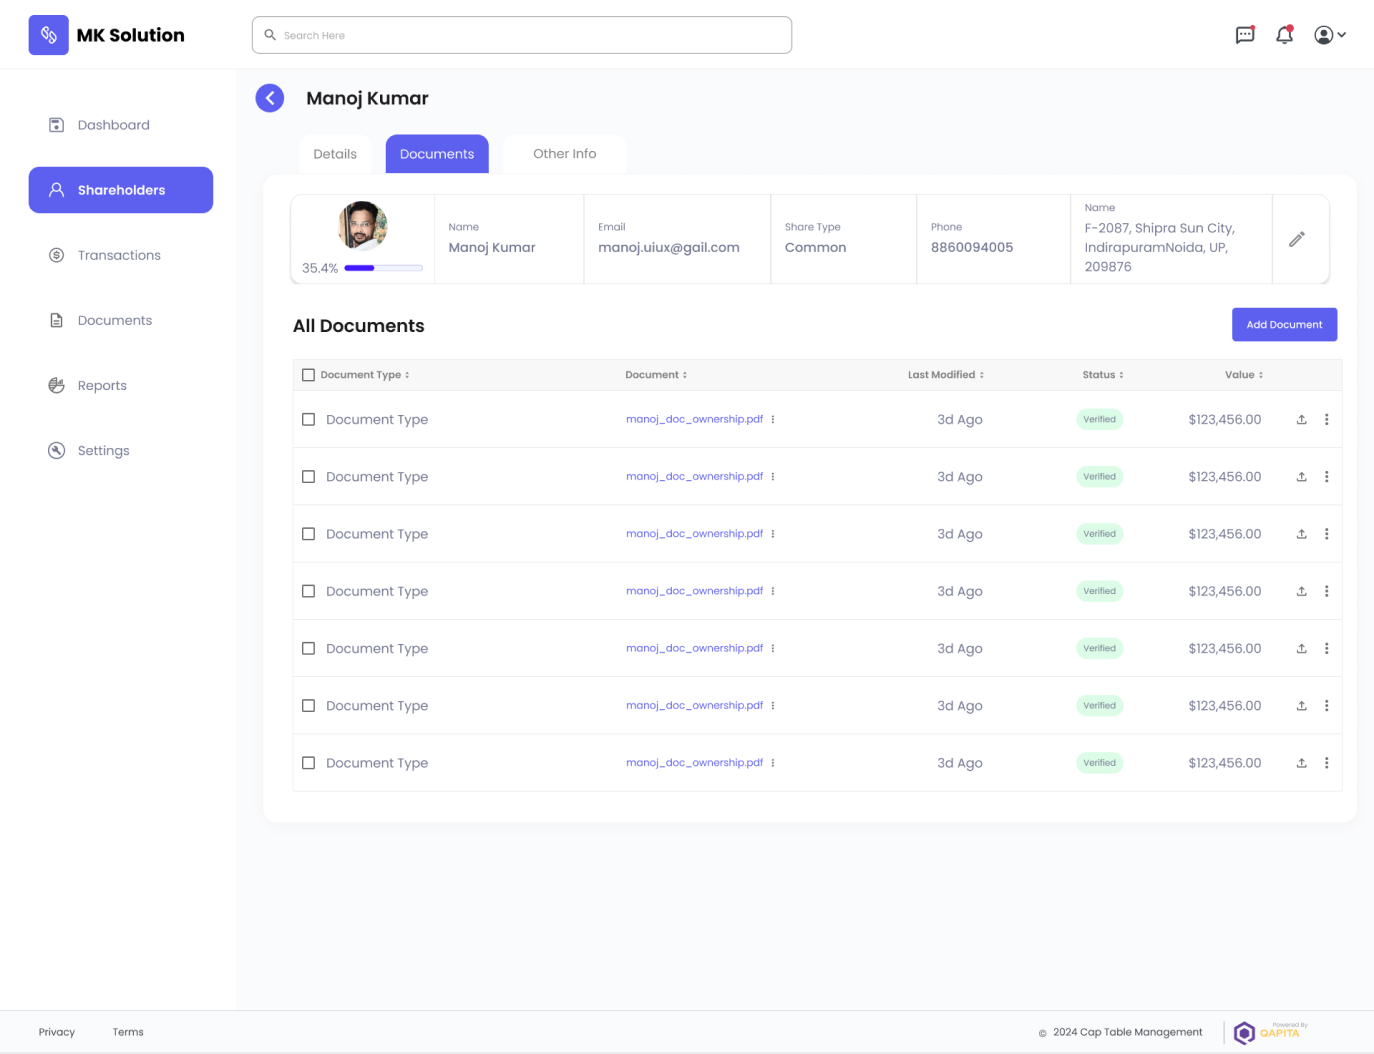 MK Solution
Search Here
Dashboard
Shareholders
Transactions
Documents
Reports
Settings
Manoj Kumar
Details
Documents
Other Info
35.4%
Name
Manoj Kumar
Email
manoj.uiux@gail.com
Share Type
Common
Phone
8860094005
Name
F-2087, Shipra Sun City,
IndirapuramNoida, UP,
209876
All Documents
Add Document
Document Type Document Last Modified Status Value
Document Type manoj_doc_ownership.pdf 3d Ago Verified $123,456.00
Document Type manoj_doc_ownership.pdf 3d Ago Verified $123,456.00
Document Type manoj_doc_ownership.pdf 3d Ago Verified $123,456.00
Document Type manoj_doc_ownership.pdf 3d Ago Verified $123,456.00
Document Type manoj_doc_ownership.pdf 3d Ago Verified $123,456.00
Document Type manoj_doc_ownership.pdf 3d Ago Verified $123,456.00
Document Type manoj_doc_ownership.pdf 3d Ago Verified $123,456.00
Privacy
Terms
© 2024 Cap Table Management
Powered By
QAPITA